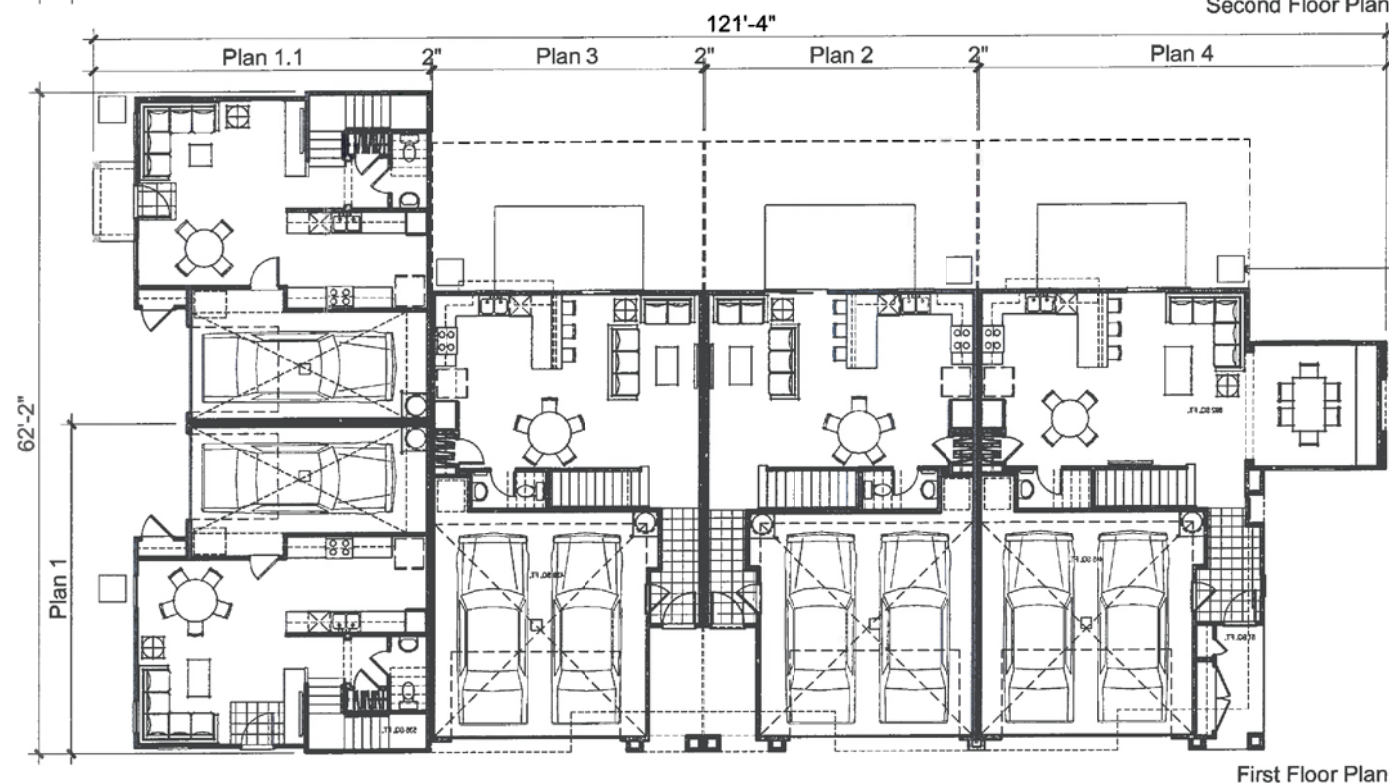 Second Floor Plan
121'-4"
Plan 1.1
2"
Plan 3
2"
Plan 2
2"
Plan 4
62'-2"
Plan 1
First Floor Plan